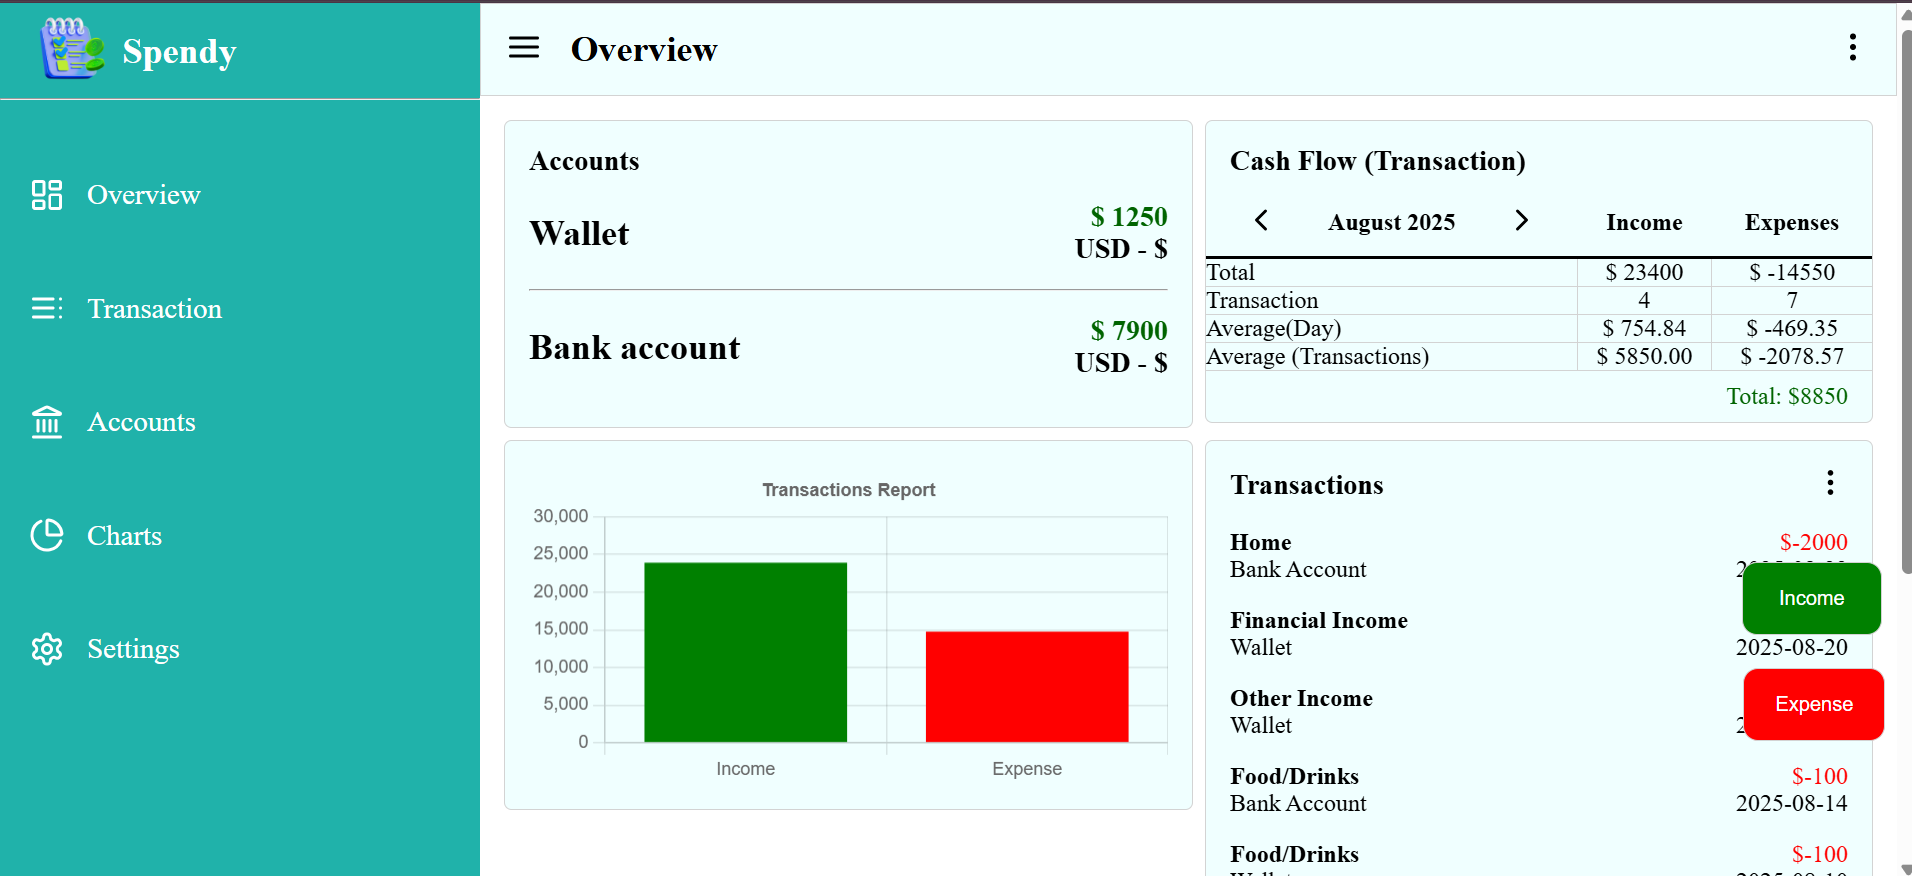 Spendy
Overview
Transaction
Accounts
Charts
Settings
Overview
Accounts
Wallet
$ 1250
USD - $
Bank account
$ 7900
USD - $
Cash Flow (Transaction)
August 2025 Income Expenses
Total $ 23400 $ -14550
Transaction 4 7
Average(Day) $ 754.84 $ -469.35
Average (Transactions) $ 5850.00 $ -2078.57
Total: $8850
Transactions Report
30,000
25,000
20,000
15,000
10,000
5,000
0
Income Expense
Transactions
Home $-2000
Bank Account
Income
Financial Income
Wallet 2025-08-20
Other Income
Expense
Wallet
Food/Drinks $-100
Bank Account 2025-08-14
Food/Drinks $-100